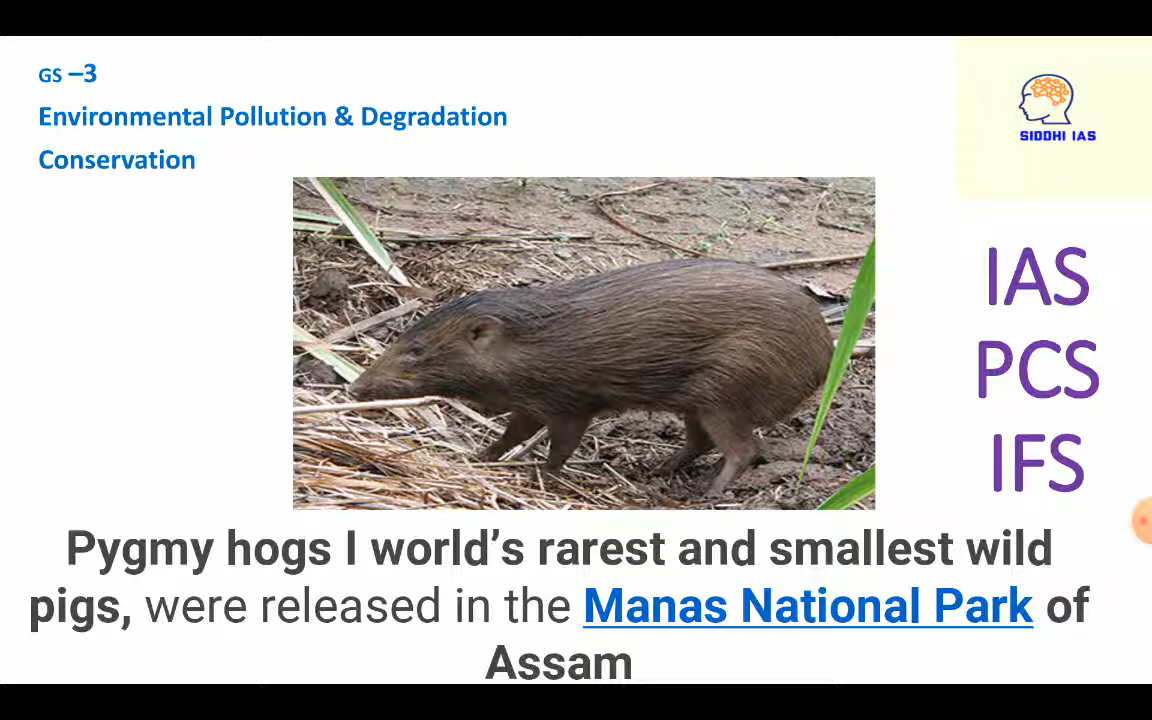 GS –3
Environmental Pollution & Degradation
Conservation
SIDDHI IAS
IAS
PCS
IFS
Pygmy hogs I world’s rarest and smallest wild
pigs, were released in the Manas National Park of
Assam